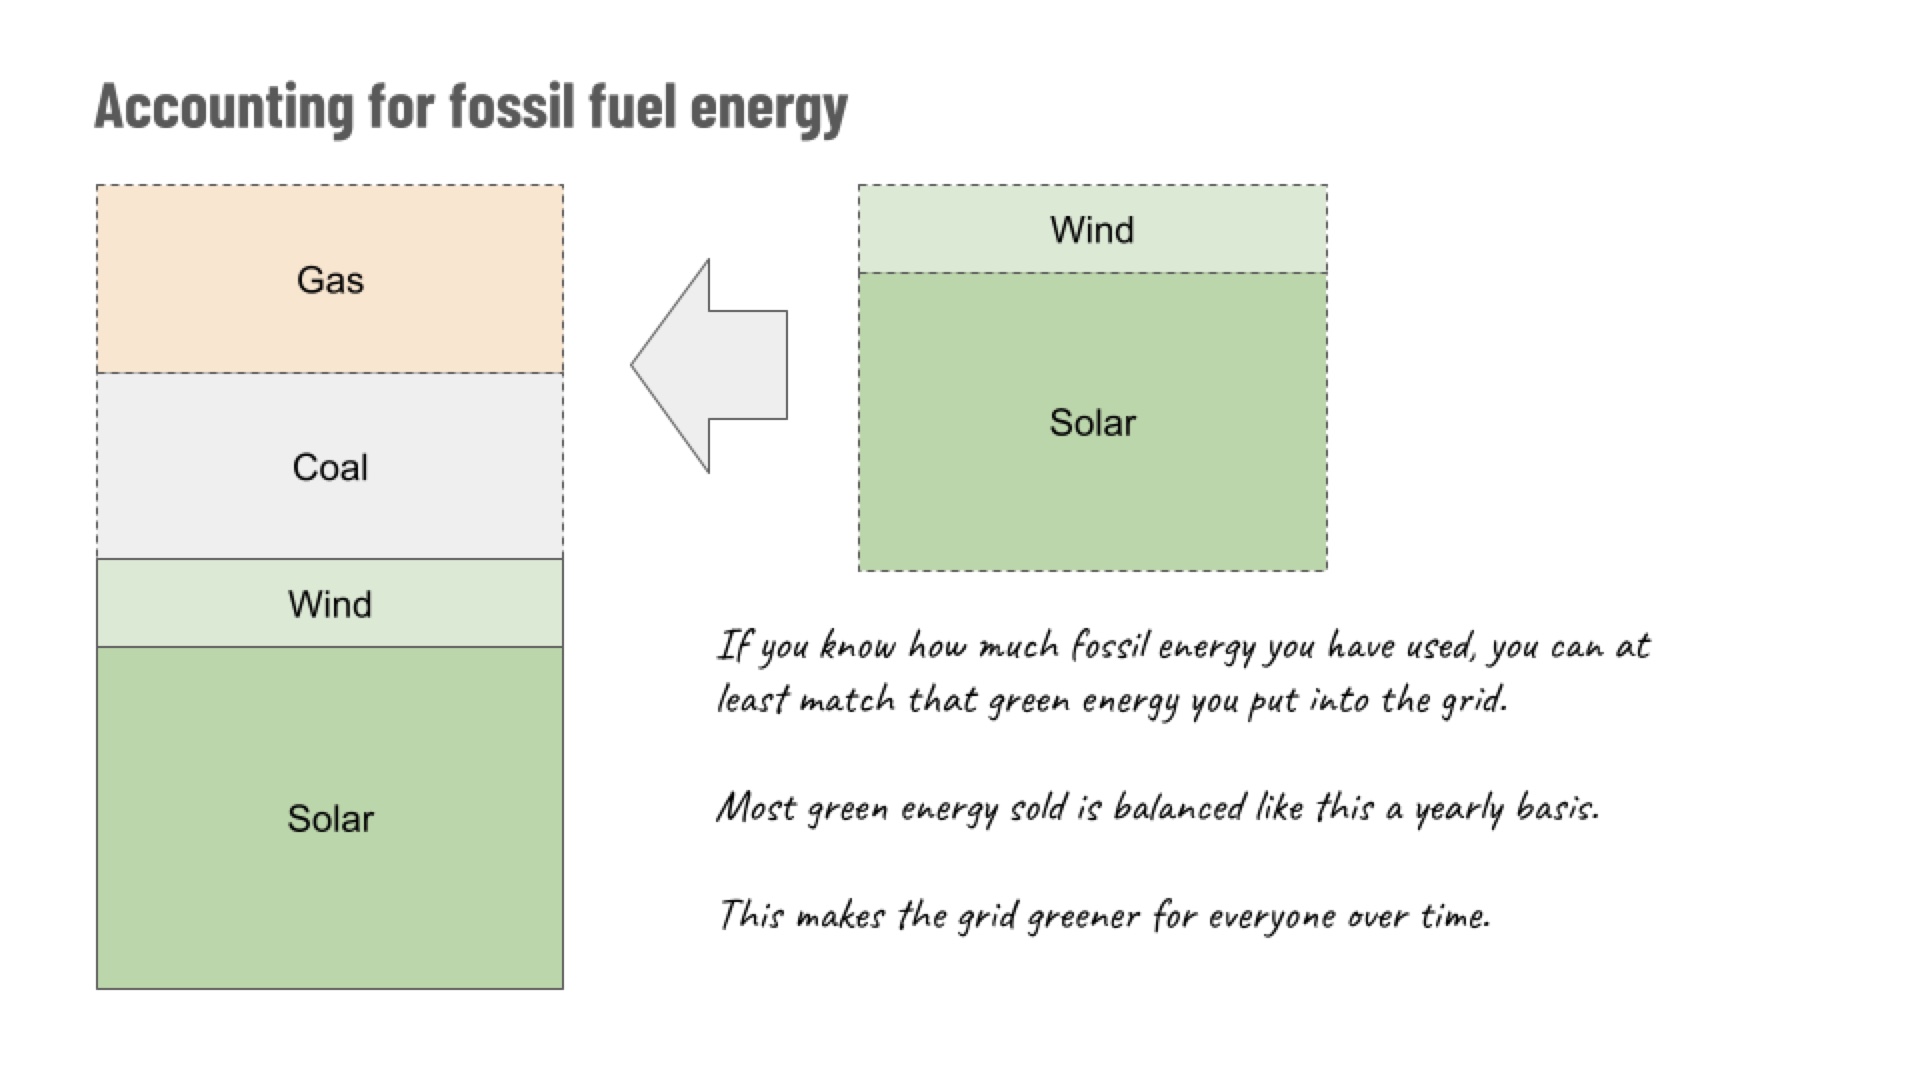 Accounting for fossil fuel energy
Gas
Coal
Wind
Solar
Wind
Solar
If you know how much fossil energy you have used, you can at
least match that green energy you put into the grid.
Most green energy sold is balanced like this a yearly basis.
This makes the grid greener for everyone over time.